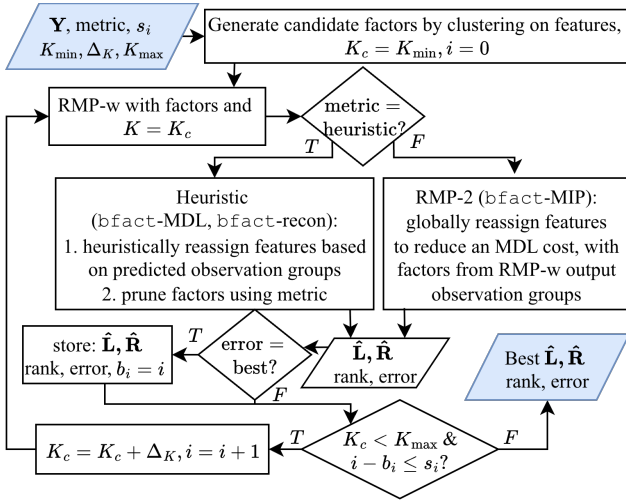 Y, metric, s_i
K_min, Δ_K, K_max
Generate candidate factors by clustering on features,
K_c = K_min, i = 0
RMP-w with factors and
K = K_c
metric =
heuristic?
T
F
Heuristic
(bfact-MDL, bfact-recon):
1. heuristically reassign features based
on predicted observation groups
2. prune factors using metric
RMP-2 (bfact-MIP):
globally reassign features
to reduce an MDL cost, with
factors from RMP-w output
observation groups
store: L̂, R̂
rank, error, b_i = i
T
error =
best?
F
L̂, R̂
rank, error
Best L̂, R̂
rank, error
K_c = K_c + Δ_K, i = i + 1
T
K_c < K_max &
i − b_i ≤ s_i?
F